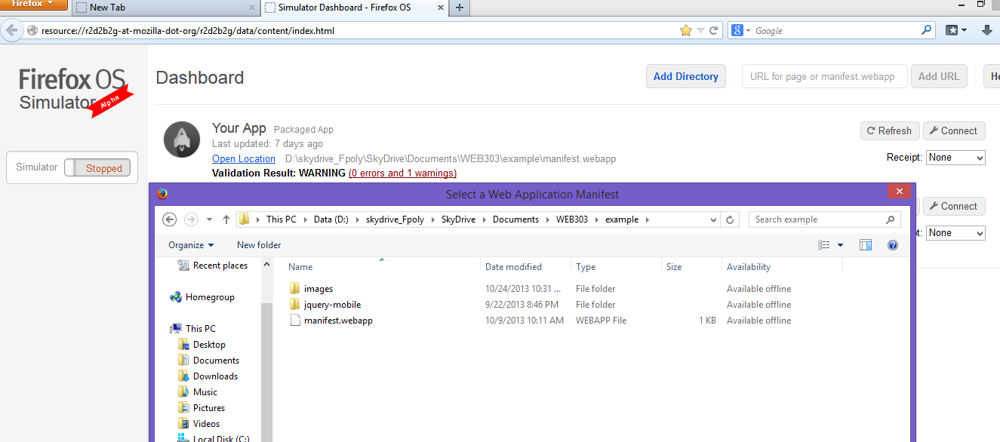 Firefox
New Tab
Simulator Dashboard - Firefox OS
resource://r2d2b2g-at-mozilla-dot-org/r2d2b2g/data/content/index.html
8 Google
Firefox OS
Simulator
Alpha
Dashboard
Add Directory
URL for page or manifest.webapp
Add URL
He
Simulator
Stopped
Your App Packaged App
Last updated: 7 days ago
Open Location D:\skydrive_Fpoly\SkyDrive\Documents\WEB303\example\manifest.webapp
Validation Result: WARNING (0 errors and 1 warnings)
Refresh
Connect
Receipt: None
Connect
t: None
Select a Web Application Manifest
This PC
Data (D:)
skydrive_Fpoly
SkyDrive
Documents
WEB303
example
Search example
Organize
New folder
Recent places
Homegroup
This PC
Desktop
Documents
Downloads
Music
Pictures
Videos
Local Disk (C:)
Name Date modified Type Size Availability
images 10/24/2013 10:31 ... File folder Available offline
jquery-mobile 9/22/2013 8:46 PM File folder Available offline
manifest.webapp 10/9/2013 10:11 AM WEBAPP File 1 KB Available offline